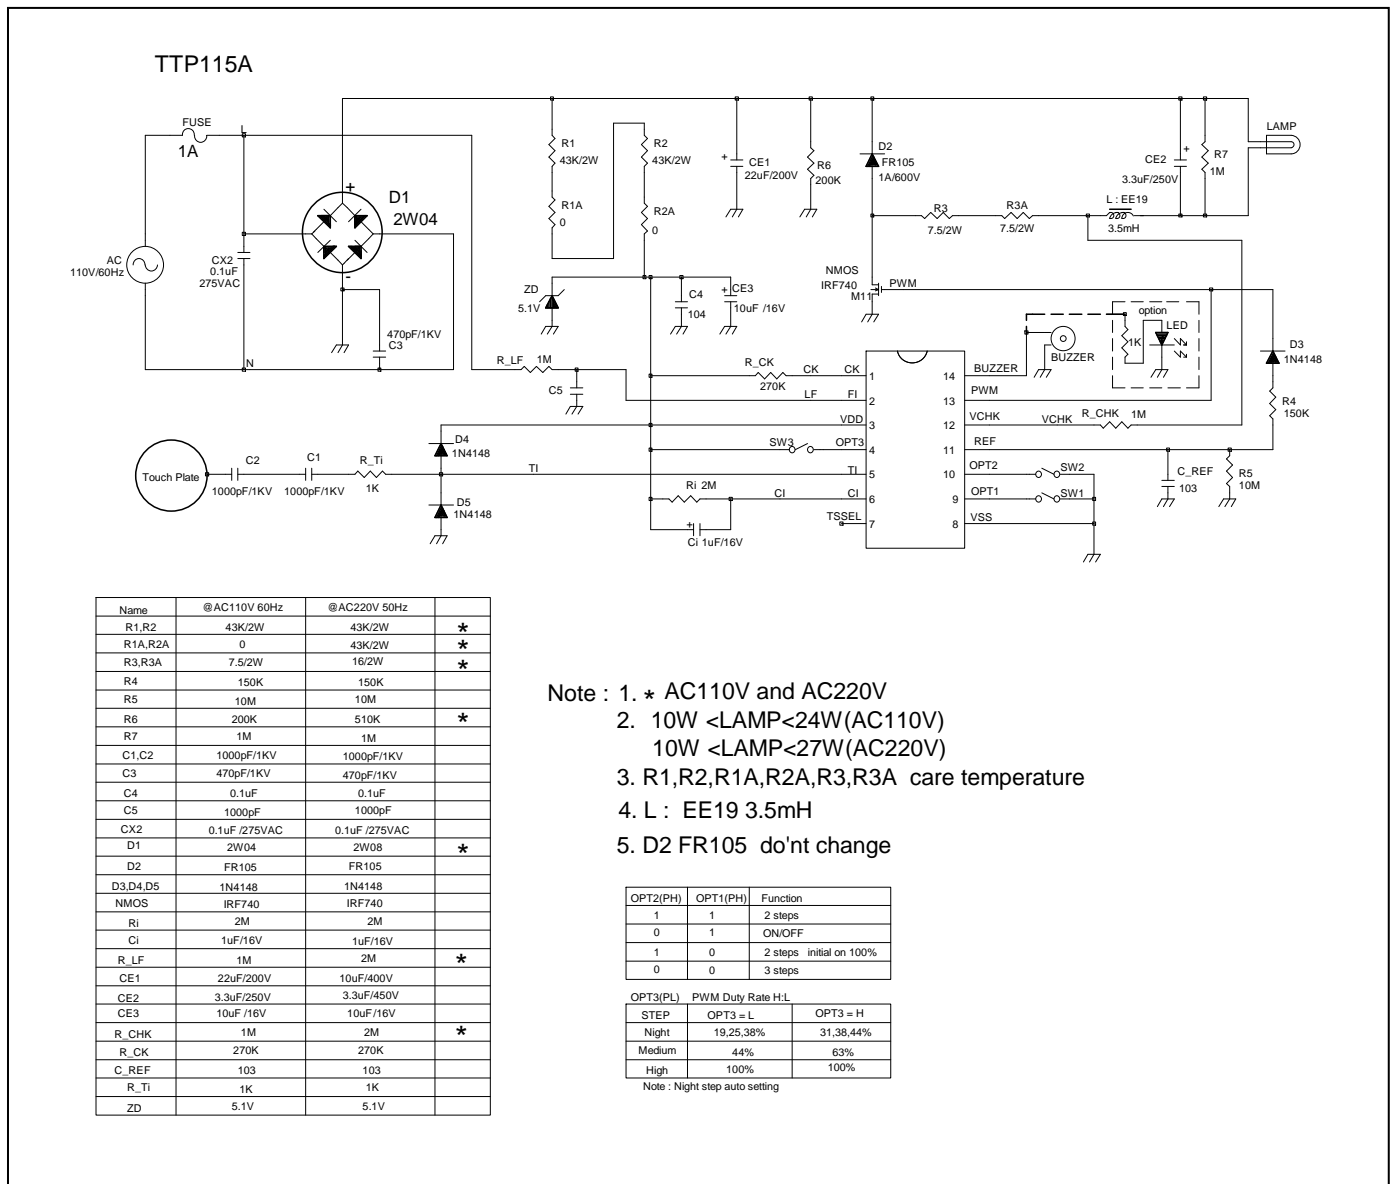 TTP115A
FUSE
1A
L
AC
110V/60Hz
CX2
0.1uF
275VAC
N
+
-
D1
2W04
470pF/1KV
C3
R1
43K/2W
R1A
0
R2
43K/2W
R2A
0
+ CE1
22uF/200V
R6
200K
D2
FR105
1A/600V
CE2 +
3.3uF/250V
R7
1M
LAMP
R3
7.5/2W
R3A
7.5/2W
L : EE19
3.5mH
ZD
5.1V
C4
104
+ CE3
10uF /16V
NMOS
IRF740
M11
PWM
option
LED
1K
BUZZER
D3
1N4148
R4
150K
R_LF 1M
C5
R_CK
270K
CK CK 1
LF FI 2
VDD 3
SW3 OPT3 4
TI TI 5
Ri 2M
CI CI 6
TSSEL 7
+
Ci 1uF/16V
14 BUZZER
13 PWM
12 VCHK VCHK R_CHK 1M
11 REF
10 OPT2 SW2
9 OPT1 SW1
8 VSS
C_REF
103
R5
10M
Touch Plate
C2
1000pF/1KV
C1
1000pF/1KV
R_Ti
1K
D4
1N4148
D5
1N4148
Name @AC110V 60Hz @AC220V 50Hz
R1,R2 43K/2W 43K/2W *
R1A,R2A 0 43K/2W *
R3,R3A 7.5/2W 16/2W *
R4 150K 150K
R5 10M 10M
R6 200K 510K *
R7 1M 1M
C1,C2 1000pF/1KV 1000pF/1KV
C3 470pF/1KV 470pF/1KV
C4 0.1uF 0.1uF
C5 1000pF 1000pF
CX2 0.1uF /275VAC 0.1uF /275VAC
D1 2W04 2W08 *
D2 FR105 FR105
D3,D4,D5 1N4148 1N4148
NMOS IRF740 IRF740
Ri 2M 2M
Ci 1uF/16V 1uF/16V
R_LF 1M 2M *
CE1 22uF/200V 10uF/400V
CE2 3.3uF/250V 3.3uF/450V
CE3 10uF /16V 10uF /16V
R_CHK 1M 2M *
R_CK 270K 270K
C_REF 103 103
R_Ti 1K 1K
ZD 5.1V 5.1V
Note : 1. * AC110V and AC220V
2. 10W <LAMP<24W(AC110V)
10W <LAMP<27W(AC220V)
3. R1,R2,R1A,R2A,R3,R3A care temperature
4. L : EE19 3.5mH
5. D2 FR105 do'nt change
OPT2(PH) OPT1(PH) Function
1 1 2 steps
0 1 ON/OFF
1 0 2 steps initial on 100%
0 0 3 steps
OPT3(PL) PWM Duty Rate H:L
STEP OPT3 = L OPT3 = H
Night 19,25,38% 31,38,44%
Medium 44% 63%
High 100% 100%
Note : Night step auto setting